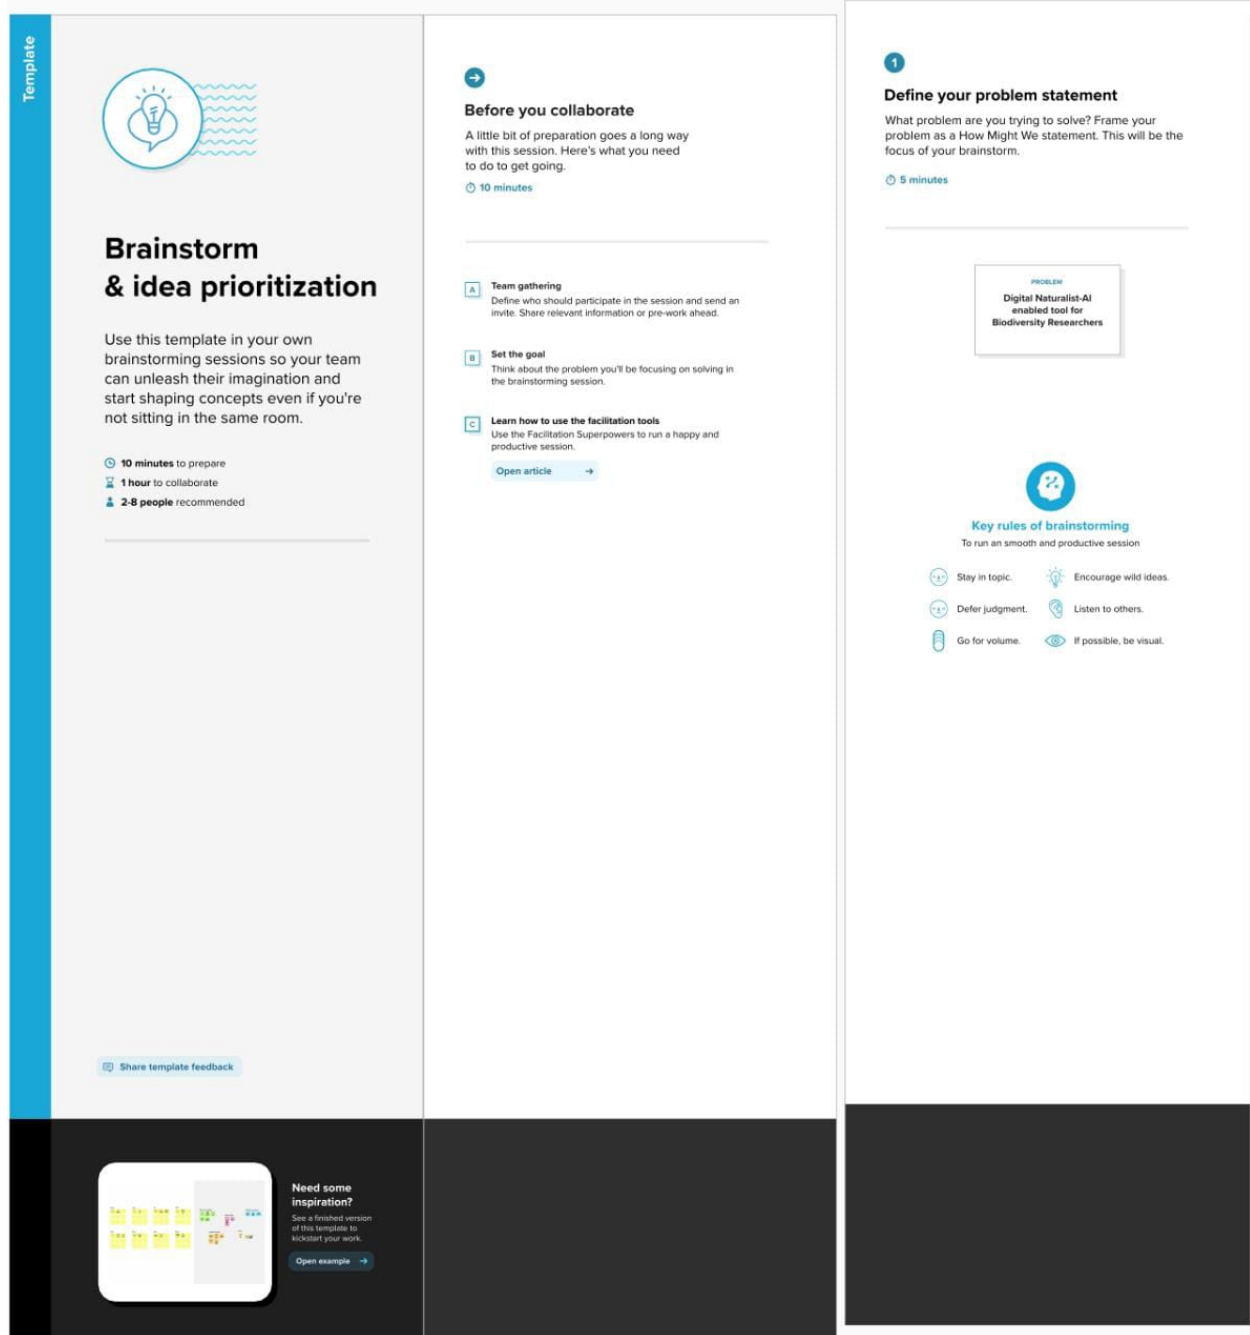 Template
Brainstorm
& idea prioritization
Use this template in your own
brainstorming sessions so your team
can unleash their imagination and
start shaping concepts even if you're
not sitting in the same room.
10 minutes to prepare
1 hour to collaborate
2-8 people recommended
Share template feedback
Need some
inspiration?
See a finished version
of this template to
kickstart your work.
Open example
Before you collaborate
A little bit of preparation goes a long way
with this session. Here's what you need
to do to get going.
10 minutes
A
Team gathering
Define who should participate in the session and send an
invite. Share relevant information or pre-work ahead.
B
Set the goal
Think about the problem you'll be focusing on solving in
the brainstorming session.
C
Learn how to use the facilitation tools
Use the Facilitation Superpowers to run a happy and
productive session.
Open article
1
Define your problem statement
What problem are you trying to solve? Frame your
problem as a How Might We statement. This will be the
focus of your brainstorm.
5 minutes
PROBLEM
Digital Naturalist-AI
enabled tool for
Biodiversity Researchers
Key rules of brainstorming
To run an smooth and productive session
Stay in topic.
Encourage wild ideas.
Defer judgment.
Listen to others.
Go for volume.
If possible, be visual.